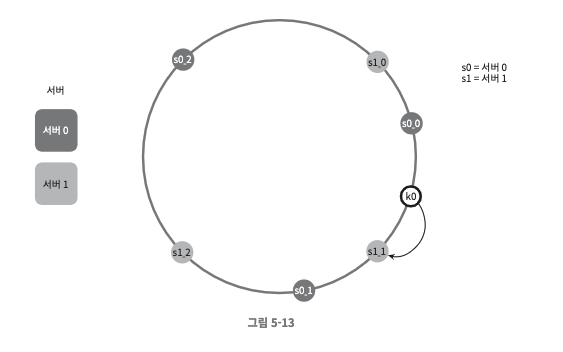 서버
서버 0
서버 1
s0_2
s1_0
s0_0
k0
s1_1
s0_1
s1_2
s0 = 서버 0
s1 = 서버 1
그림 5-13